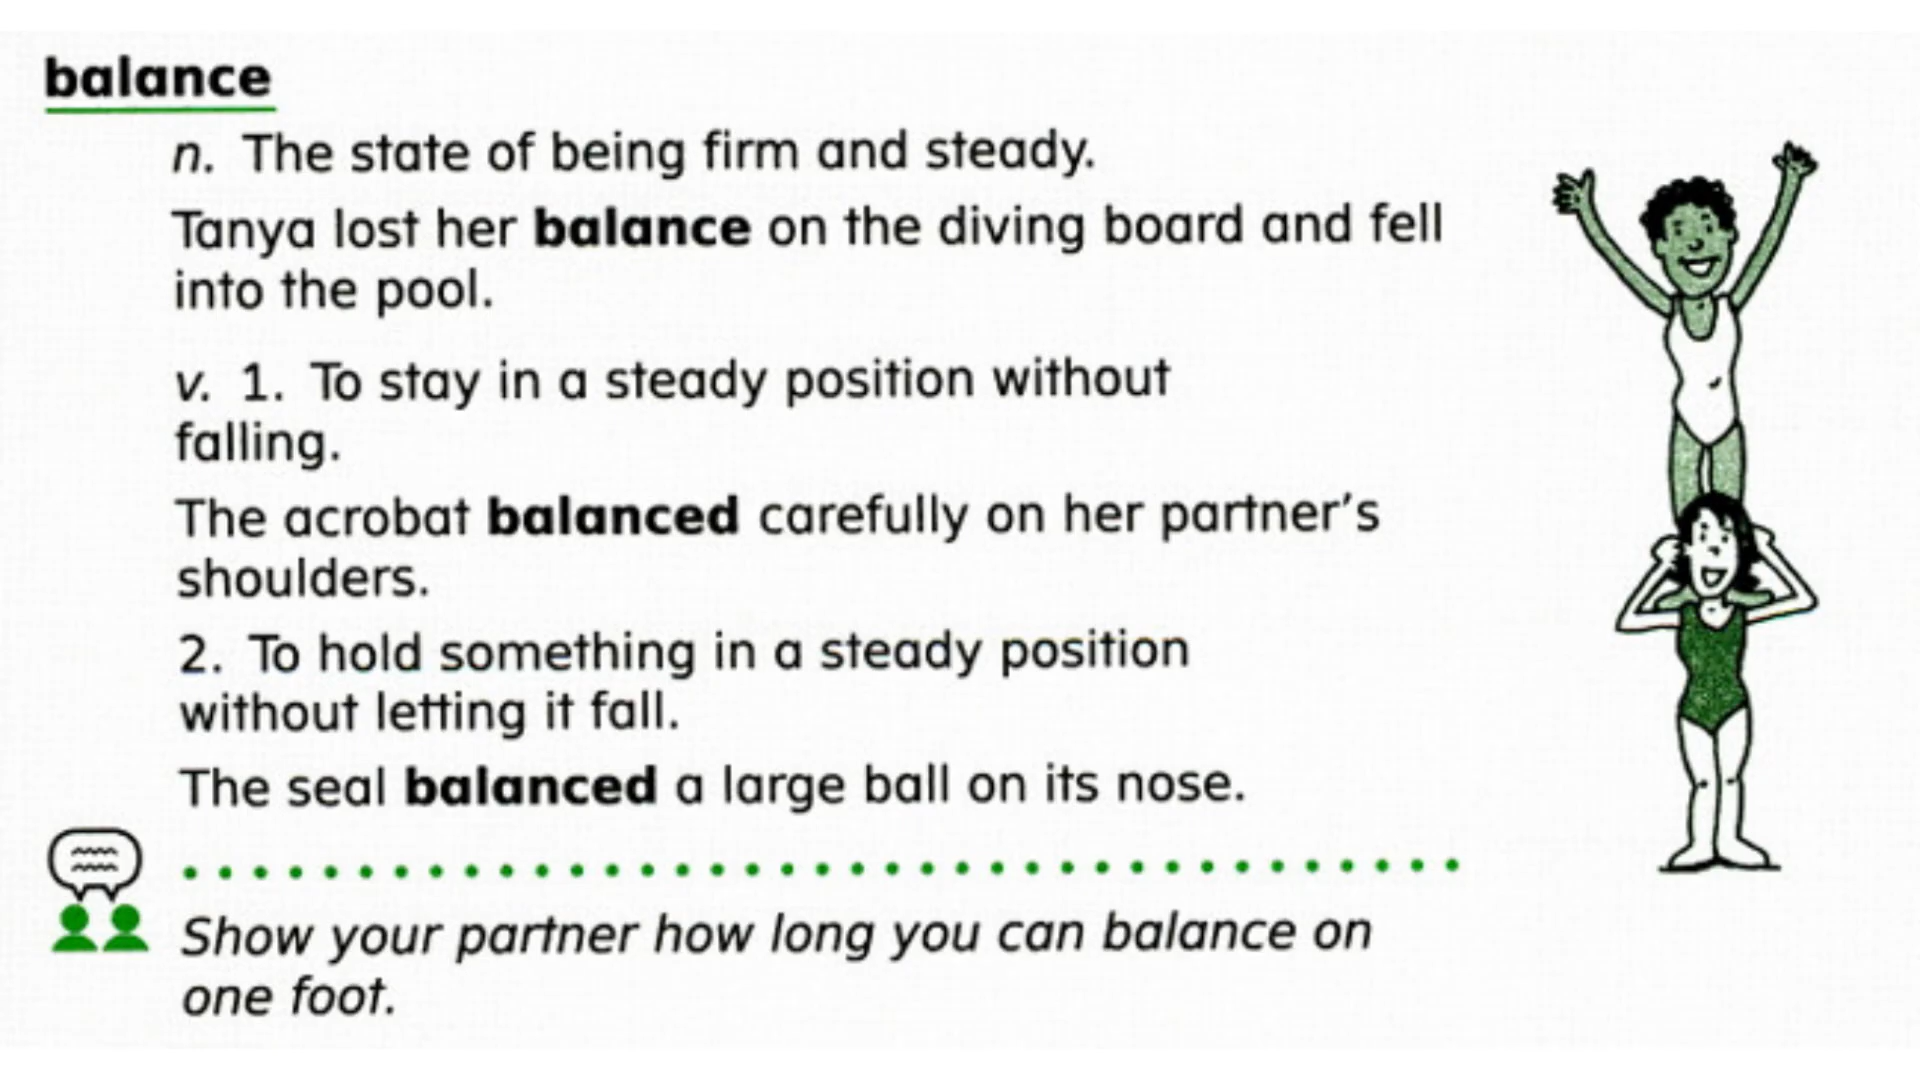 balance
n. The state of being firm and steady.
Tanya lost her balance on the diving board and fell
into the pool.
v. 1. To stay in a steady position without
falling.
The acrobat balanced carefully on her partner's
shoulders.
2. To hold something in a steady position
without letting it fall.
The seal balanced a large ball on its nose.
Show your partner how long you can balance on
one foot.